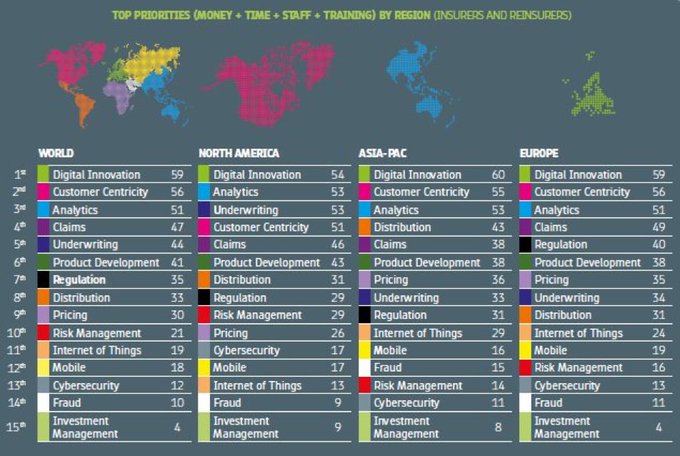 TOP PRIORITIES (MONEY + TIME + STAFF + TRAINING) BY REGION (INSURERS AND REINSURERS)
WORLD NORTH AMERICA ASIA-PAC EUROPE
1st Digital Innovation 59 Digital Innovation 54 Digital Innovation 60 Digital Innovation 59
2nd Customer Centricity 56 Analytics 53 Customer Centricity 55 Customer Centricity 56
3rd Analytics 51 Underwriting 53 Analytics 53 Analytics 51
4th Claims 47 Customer Centricity 51 Distribution 43 Claims 49
5th Underwriting 44 Claims 46 Claims 38 Regulation 40
6th Product Development 41 Product Development 43 Product Development 38 Product Development 38
7th Regulation 35 Distribution 31 Pricing 36 Pricing 35
8th Distribution 33 Regulation 29 Underwriting 33 Underwriting 34
9th Pricing 30 Risk Management 29 Regulation 31 Distribution 31
10th Risk Management 21 Pricing 26 Internet of Things 29 Internet of Things 24
11th Internet of Things 19 Cybersecurity 17 Mobile 16 Mobile 19
12th Mobile 18 Mobile 17 Fraud 15 Risk Management 16
13th Cybersecurity 12 Internet of Things 13 Risk Management 14 Cybersecurity 13
14th Fraud 10 Fraud 9 Cybersecurity 11 Fraud 11
15th Investment Management 4 Investment Management 9 Investment Management 8 Investment Management 4